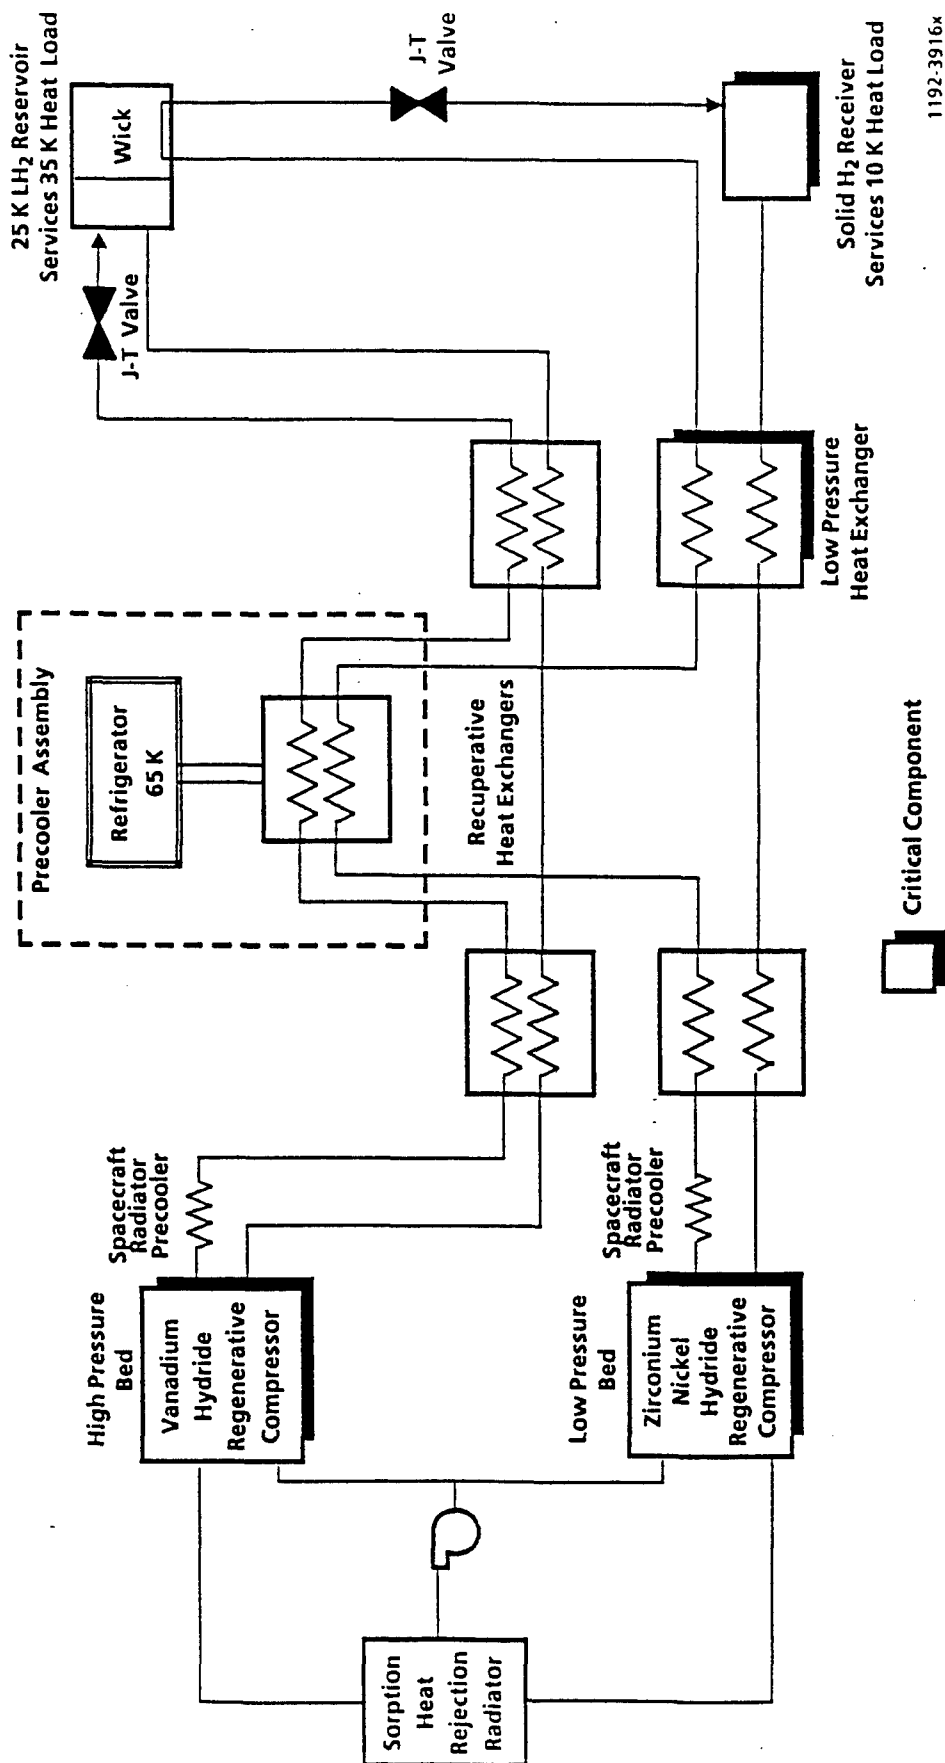 25 K LH₂ Reservoir
Services 35 K Heat Load
Wick
J-T
Valve
J-T Valve
Solid H₂ Receiver
Services 10 K Heat Load
1192-3916x
Low Pressure
Heat Exchanger
Precooler Assembly
Refrigerator
65 K
Recuperative
Heat Exchangers
Critical Component
Spacecraft
Radiator
Precooler
High Pressure
Bed
Vanadium
Hydride
Regenerative
Compressor
Spacecraft
Radiator
Precooler
Low Pressure
Bed
Zirconium
Nickel
Hydride
Regenerative
Compressor
Sorption
Heat
Rejection
Radiator